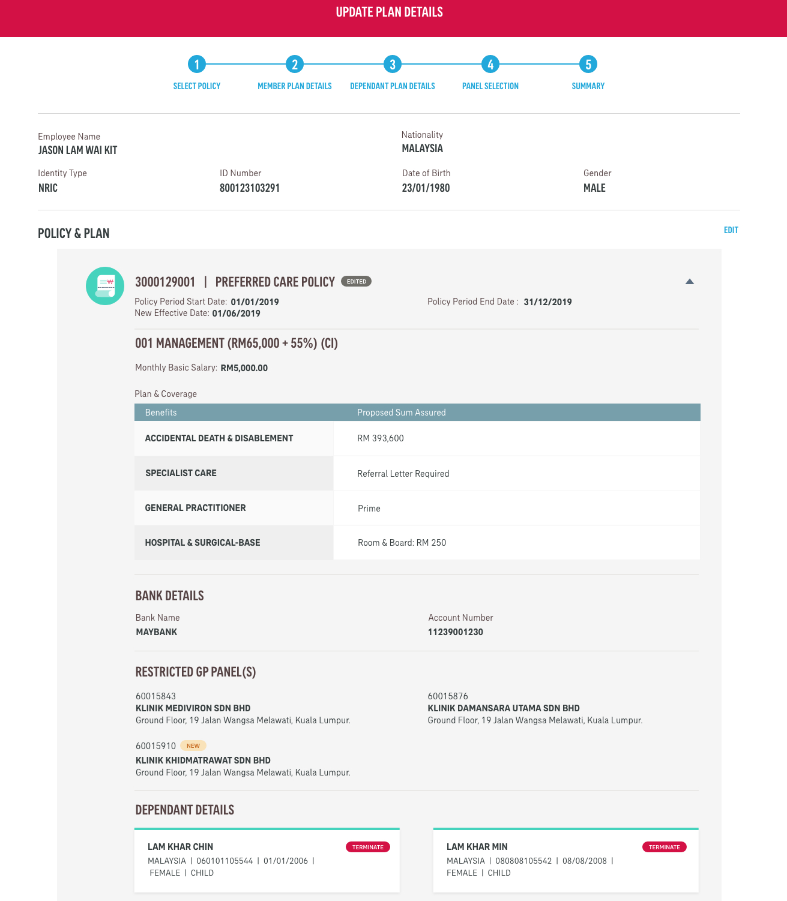 UPDATE PLAN DETAILS
1 2 3 4 5
SELECT POLICY MEMBER PLAN DETAILS DEPENDANT PLAN DETAILS PANEL SELECTION SUMMARY
Employee Name Nationality
JASON LAM WAI KIT MALAYSIA
Identity Type ID Number Date of Birth Gender
NRIC 800123103291 23/01/1980 MALE
POLICY & PLAN EDIT
3000129001 | PREFERRED CARE POLICY EDITED
Policy Period Start Date: 01/01/2019 Policy Period End Date : 31/12/2019
New Effective Date: 01/06/2019
001 MANAGEMENT (RM65,000 + 55%) (CI)
Monthly Basic Salary: RM5,000.00
Plan & Coverage
Benefits Proposed Sum Assured
ACCIDENTAL DEATH & DISABLEMENT RM 393,600
SPECIALIST CARE Referral Letter Required
GENERAL PRACTITIONER Prime
HOSPITAL & SURGICAL-BASE Room & Board: RM 250
BANK DETAILS
Bank Name Account Number
MAYBANK 11239001230
RESTRICTED GP PANEL(S)
60015843 60015876
KLINIK MEDIVIRON SDN BHD KLINIK DAMANSARA UTAMA SDN BHD
Ground Floor, 19 Jalan Wangsa Melawati, Kuala Lumpur. Ground Floor, 19 Jalan Wangsa Melawati, Kuala Lumpur.
60015910 NEW
KLINIK KHIDMATRAWAT SDN BHD
Ground Floor, 19 Jalan Wangsa Melawati, Kuala Lumpur.
DEPENDANT DETAILS
LAM KHAR CHIN TERMINATE LAM KHAR MIN TERMINATE
MALAYSIA | 060101105544 | 01/01/2006 | MALAYSIA | 080808105542 | 08/08/2008 |
FEMALE | CHILD FEMALE | CHILD